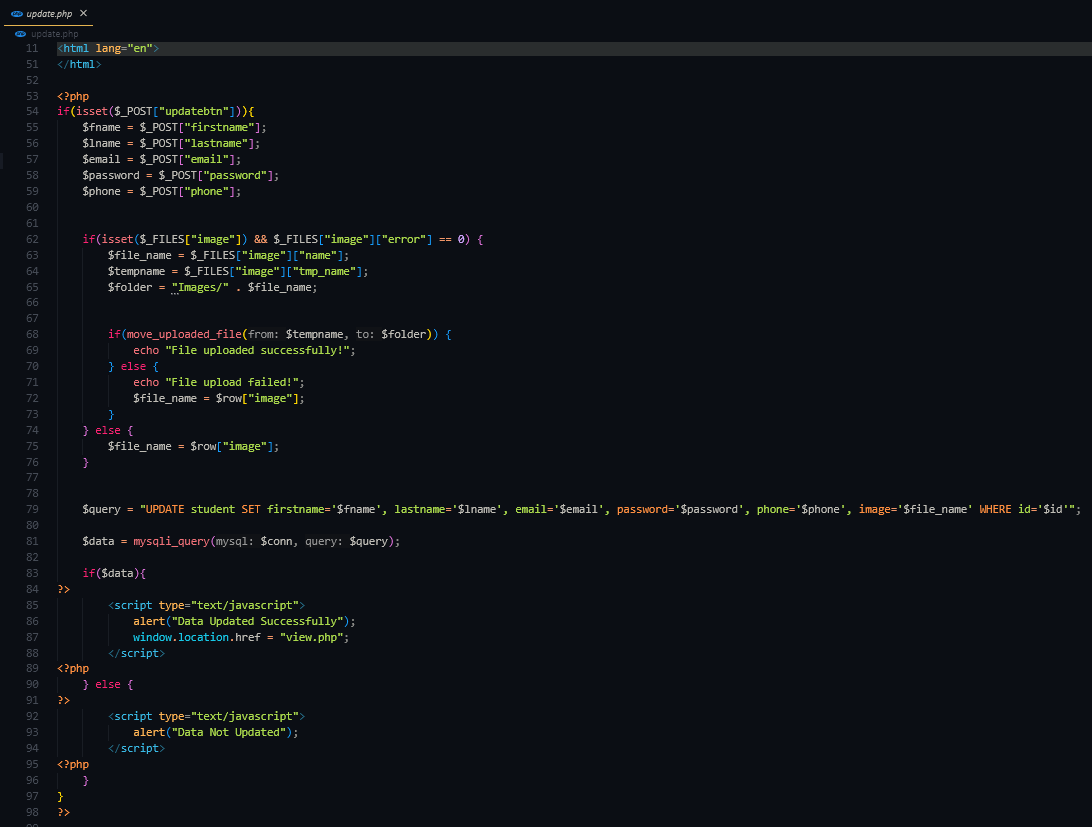 update.php ×
update.php
11 <html lang="en">
51 </html>
52
53 <?php
54 if(isset($_POST["updatebtn"])){
55     $fname = $_POST["firstname"];
56     $lname = $_POST["lastname"];
57     $email = $_POST["email"];
58     $password = $_POST["password"];
59     $phone = $_POST["phone"];
60
61
62     if(isset($_FILES["image"]) && $_FILES["image"]["error"] == 0) {
63         $file_name = $_FILES["image"]["name"];
64         $tempname = $_FILES["image"]["tmp_name"];
65         $folder = "Images/" . $file_name;
66
67
68         if(move_uploaded_file(from: $tempname, to: $folder)) {
69             echo "File uploaded successfully!";
70         } else {
71             echo "File upload failed!";
72             $file_name = $row["image"];
73         }
74     } else {
75         $file_name = $row["image"];
76     }
77
78
79     $query = "UPDATE student SET firstname='$fname', lastname='$lname', email='$email', password='$password', phone='$phone', image='$file_name' WHERE id='$id'";
80
81     $data = mysqli_query(mysql: $conn, query: $query);
82
83     if($data){
84 ?>
85         <script type="text/javascript">
86             alert("Data Updated Successfully");
87             window.location.href = "view.php";
88         </script>
89 <?php
90     } else {
91 ?>
92         <script type="text/javascript">
93             alert("Data Not Updated");
94         </script>
95 <?php
96     }
97 }
98 ?>